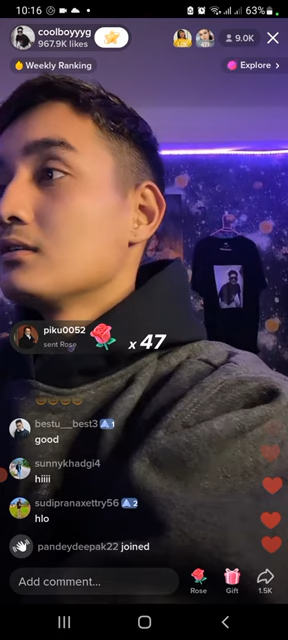 10:16
63%
coolboyyyg
967.9K likes
9.0K
Weekly Ranking
Explore >
piku0052
sent Rose
x 47
bestu__best3 1
good
sunnykhadgi4
hiiii
sudipranaxettry56 2
hlo
pandeydeepak22 joined
Add comment...
Rose
Gift
1.5K